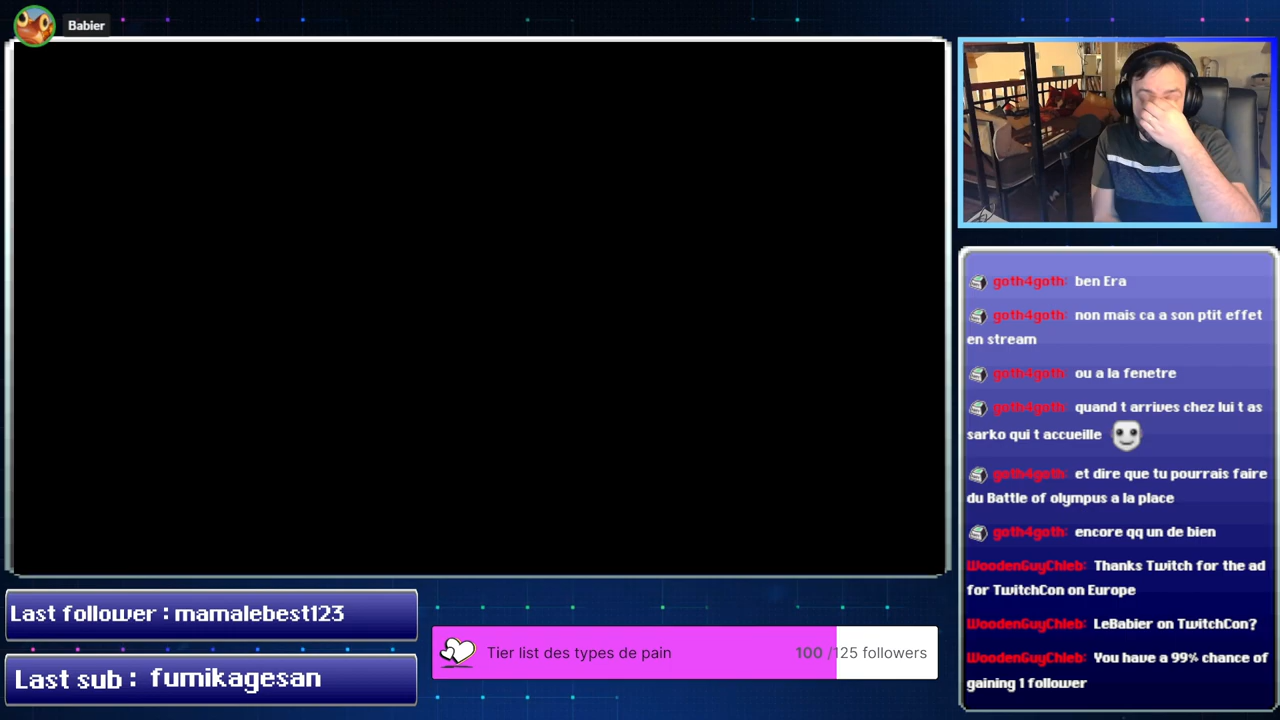 Babier
goth4goth: ben Era
goth4goth: non mais ca a son ptit effet
en stream
goth4goth: ou a la fenetre
goth4goth: quand t arrives chez lui t as
sarko qui t accueille
goth4goth: et dire que tu pourrais faire
du Battle of olympus a la place
goth4goth: encore qq un de bien
WoodenGuyChleb: Thanks Twitch for the ad
for TwitchCon on Europe
WoodenGuyChleb: LeBabier on TwitchCon?
WoodenGuyChleb: You have a 99% chance of
gaining 1 follower
Last follower : mamalebest123
Last sub : fumikagesan
Tier list des types de pain 100 /125 followers